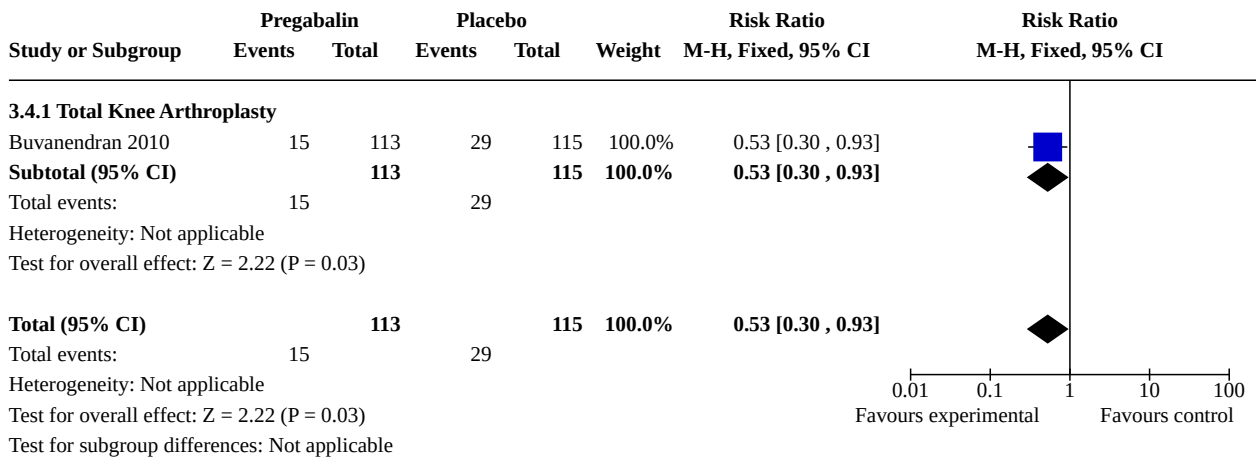 Pregabalin Placebo Risk Ratio Risk Ratio
Study or Subgroup Events Total Events Total Weight M-H, Fixed, 95% CI M-H, Fixed, 95% CI
3.4.1 Total Knee Arthroplasty
Buvanendran 2010 15 113 29 115 100.0% 0.53 [0.30 , 0.93]
Subtotal (95% CI) 113 115 100.0% 0.53 [0.30 , 0.93]
Total events: 15 29
Heterogeneity: Not applicable
Test for overall effect: Z = 2.22 (P = 0.03)
Total (95% CI) 113 115 100.0% 0.53 [0.30 , 0.93]
Total events: 15 29
Heterogeneity: Not applicable 0.01 0.1 1 10 100
Test for overall effect: Z = 2.22 (P = 0.03) Favours experimental Favours control
Test for subgroup differences: Not applicable